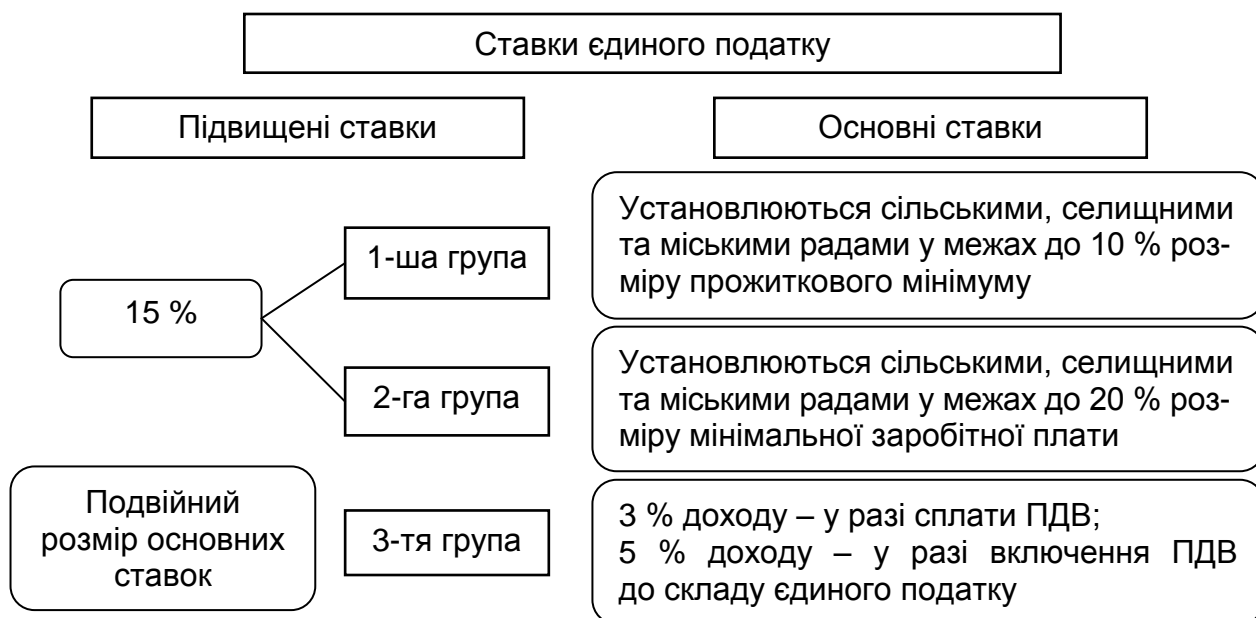 Ставки єдиного податку
Підвищені ставки
Основні ставки
15 %
1-ша група
Установлюються сільськими, селищними
та міськими радами у межах до 10 % роз-
міру прожиткового мінімуму
2-га група
Установлюються сільськими, селищними
та міськими радами у межах до 20 % роз-
міру мінімальної заробітної плати
Подвійний
розмір основних
ставок
3-тя група
3 % доходу – у разі сплати ПДВ;
5 % доходу – у разі включення ПДВ
до складу єдиного податку